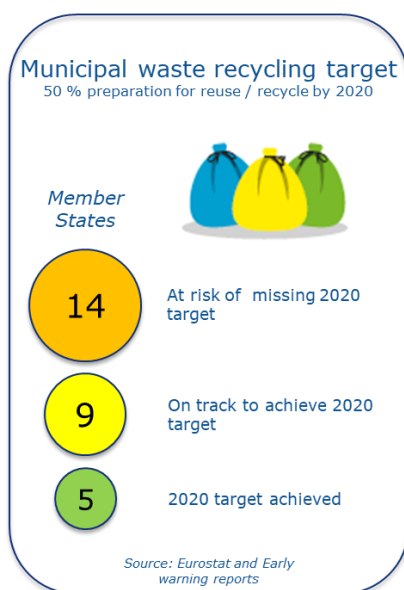 Municipal waste recycling target
50 % preparation for reuse / recycle by 2020
Member
States
14
At risk of missing 2020
target
9
On track to achieve 2020
target
5
2020 target achieved
Source: Eurostat and Early
warning reports